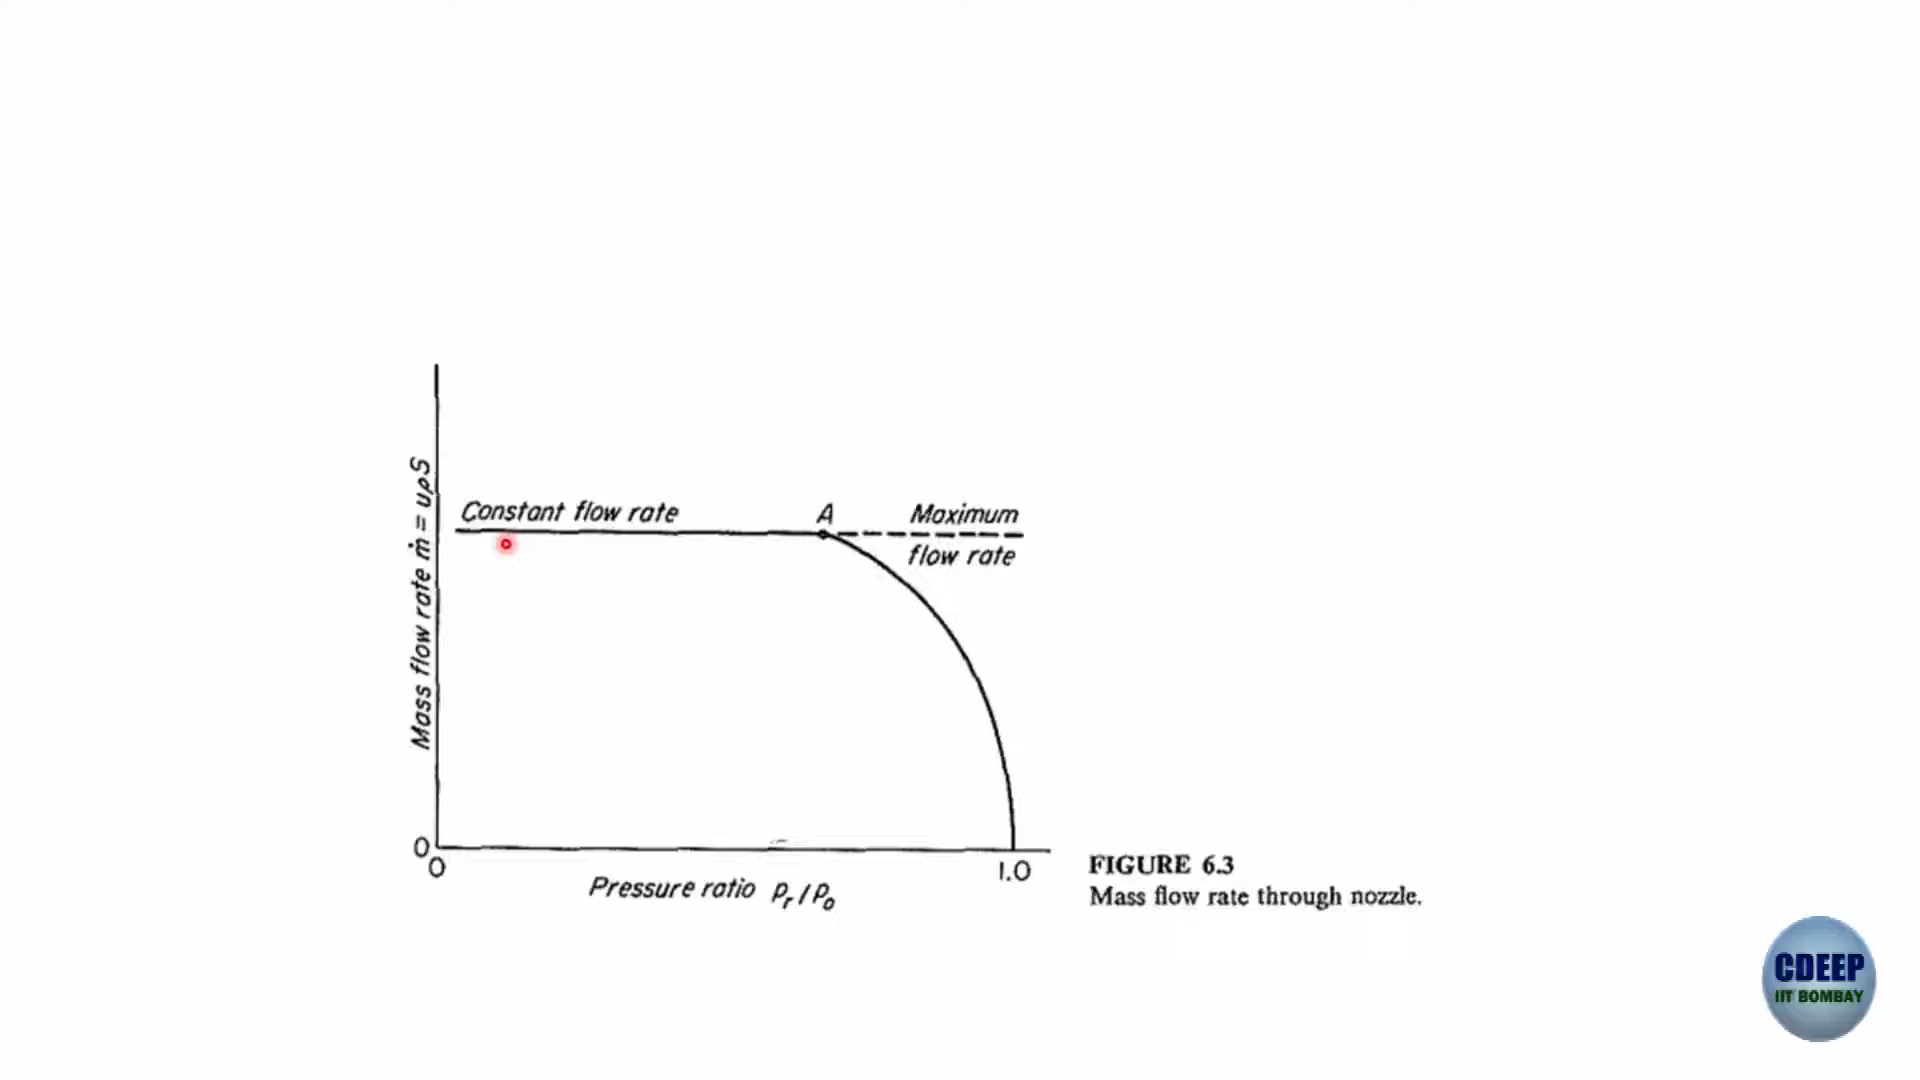 Constant flow rate
A
Maximum
flow rate
Mass flow rate ṁ = uρS
0
0
1.0
Pressure ratio pᵣ/p₀
FIGURE 6.3
Mass flow rate through nozzle.
CDEEP
IIT BOMBAY